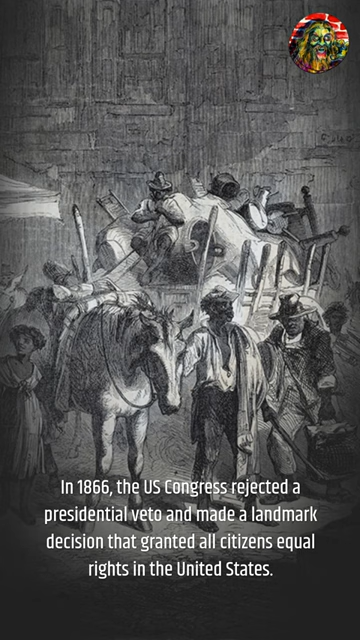 In 1866, the US Congress rejected a
presidential veto and made a landmark
decision that granted all citizens equal
rights in the United States.